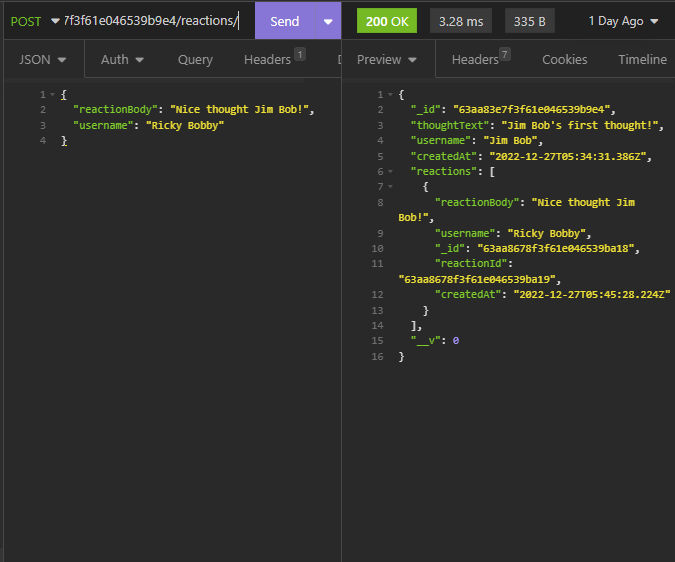 POST 7f3f61e046539b9e4/reactions/ Send 200 OK 3.28 ms 335 B 1 Day Ago
JSON Auth Query Headers 1 Preview Headers 7 Cookies Timeline
1 {
2 "reactionBody": "Nice thought Jim Bob!",
3 "username": "Ricky Bobby"
4 }
1 {
2 "_id": "63aa83e7f3f61e046539b9e4",
3 "thoughtText": "Jim Bob's first thought!",
4 "username": "Jim Bob",
5 "createdAt": "2022-12-27T05:34:31.386Z",
6 "reactions": [
7 {
8 "reactionBody": "Nice thought Jim
Bob!",
9 "username": "Ricky Bobby",
10 "_id": "63aa8678f3f61e046539ba18",
11 "reactionId":
"63aa8678f3f61e046539ba19",
12 "createdAt": "2022-12-27T05:45:28.224Z"
13 }
14 ],
15 "__v": 0
16 }